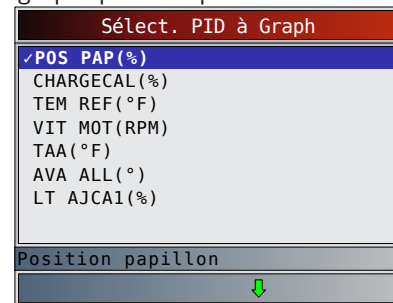 Sélect. PID à Graph
✓POS PAP(%)
CHARGECAL(%)
TEM REF(°F)
VIT MOT(RPM)
TAA(°F)
AVA ALL(°)
LT AJCA1(%)
Position papillon